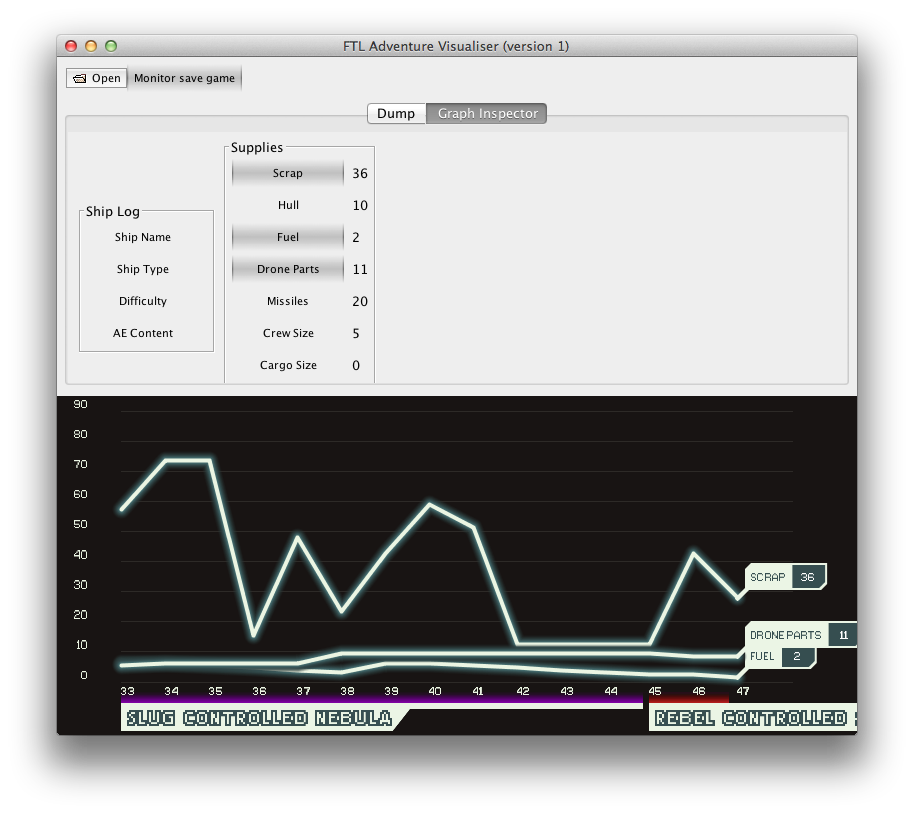 FTL Adventure Visualiser (version 1)
Open Monitor save game
Dump Graph Inspector
Ship Log
Ship Name
Ship Type
Difficulty
AE Content
Supplies
Scrap 36
Hull 10
Fuel 2
Drone Parts 11
Missiles 20
Crew Size 5
Cargo Size 0
90
80
70
60
50
40
30
20
10
0
SCRAP 36
DRONE PARTS 11
FUEL 2
33 34 35 36 37 38 39 40 41 42 43 44 45 46 47
SLUG CONTROLLED NEBULA
REBEL CONTROLLED